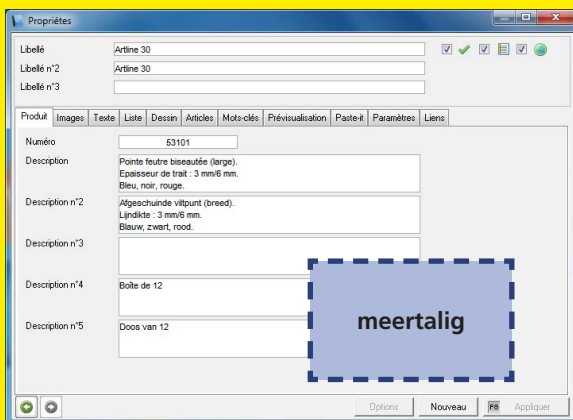 Propriétes
Libellé
Artline 30
Libellé n°2
Artline 30
Libellé n°3
Produit Images Texte Liste Dessin Articles Mots-clés Prévisualisation Paste-it Paramètres Liens
Numéro
53101
Description
Pointe feutre biseautée (large).
Epaisseur de trait : 3 mm/6 mm.
Bleu, noir, rouge.
Description n°2
Afgeschuinde viltpunt (breed).
Lijndikte : 3 mm/6 mm.
Blauw, zwart, rood.
Description n°3
Description n°4
Boîte de 12
Description n°5
Doos van 12
meertalig
Options Nouveau F8 Appliquer